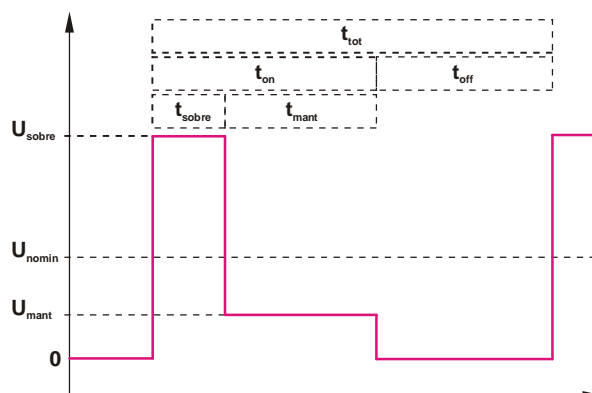 t_tot
t_on t_off
t_sobre t_mant
U_sobre
U_nomin
U_mant
0